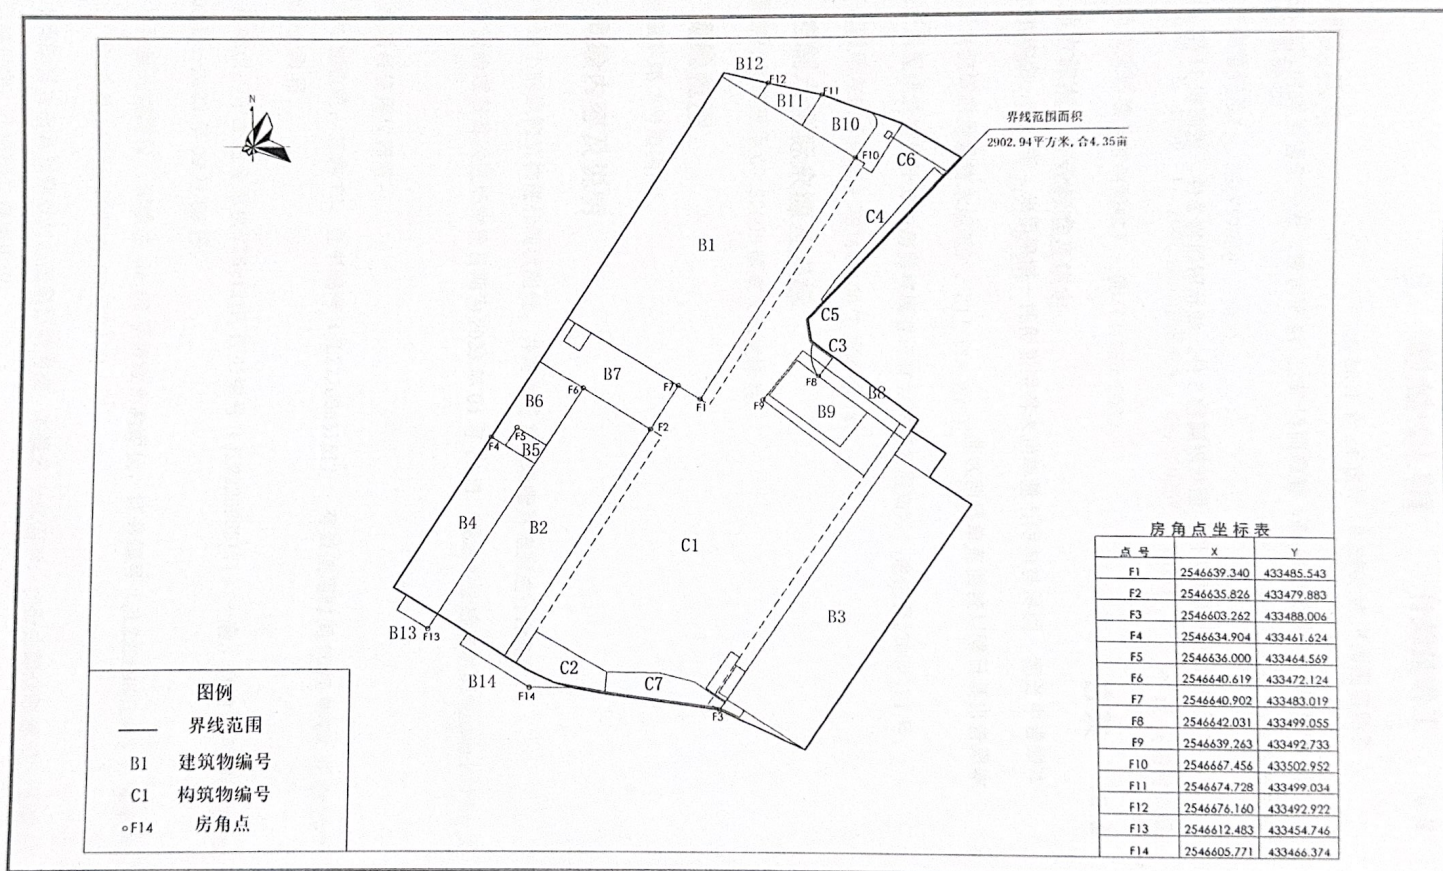 N
B12
F12
F11
B11
B10
F10
C6
界线范围面积
2902.94平方米,合4.35亩
C4
B1
C5
C3
F8
B8
B7
F7
F6
F1
F9
B9
B6
F5
F4
B5
F2
B4
B2
C1
B3
B13
F13
C2
C7
B14
F14
F3
房角点坐标表
点号 X Y
F1 2546639.340 433485.543
F2 2546635.826 433479.883
F3 2546603.262 433488.006
F4 2546634.904 433461.624
F5 2546636.000 433464.569
F6 2546640.619 433472.124
F7 2546640.902 433483.019
F8 2546642.031 433499.055
F9 2546639.263 433492.733
F10 2546667.456 433502.952
F11 2546674.728 433499.034
F12 2546676.160 433492.922
F13 2546612.483 433454.746
F14 2546605.771 433466.374
图例
界线范围
B1 建筑物编号
C1 构筑物编号
F14 房角点